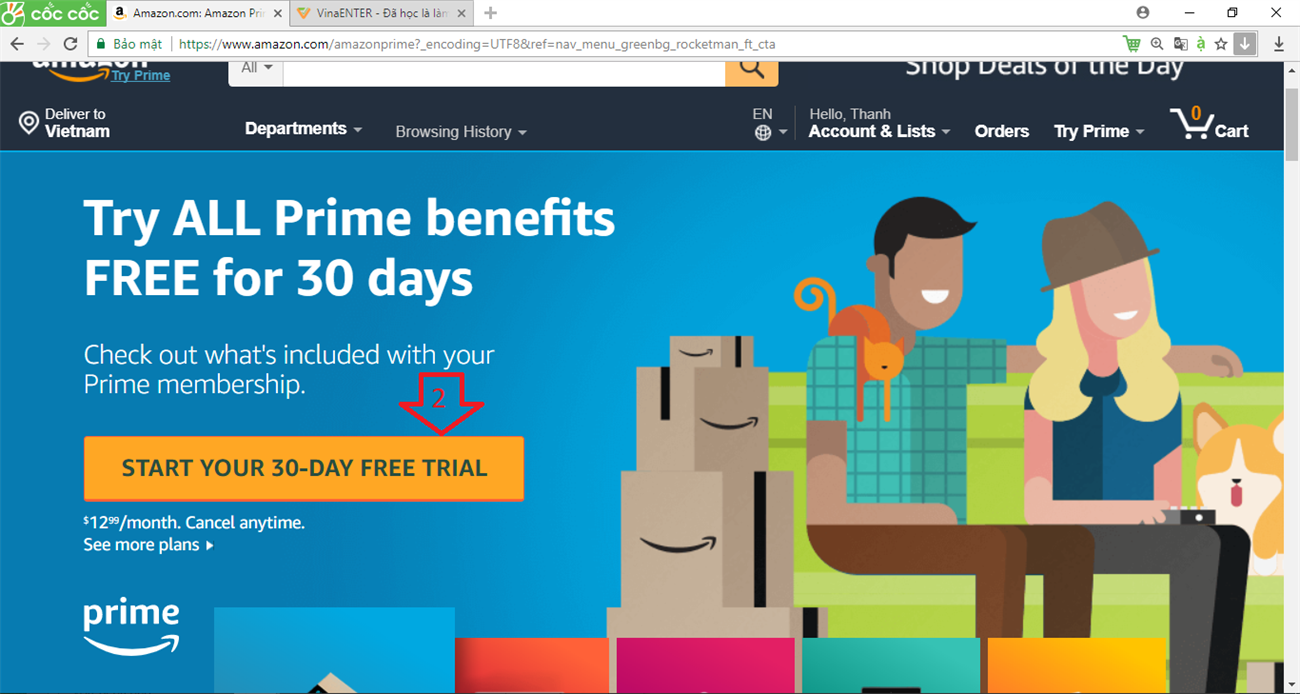 cốc cốc
Amazon.com: Amazon Pri
VinaENTER - Đã học là làm
Bảo mật
https://www.amazon.com/amazonprime?_encoding=UTF8&ref=nav_menu_greenbg_rocketman_ft_cta
amazon
Try Prime
All
Shop Deals of the Day
Deliver to
Vietnam
Departments
Browsing History
EN
Hello, Thanh
Account & Lists
Orders
Try Prime
0
Cart
Try ALL Prime benefits
FREE for 30 days
Check out what's included with your
Prime membership.
2
START YOUR 30-DAY FREE TRIAL
$1299/month. Cancel anytime.
See more plans
prime